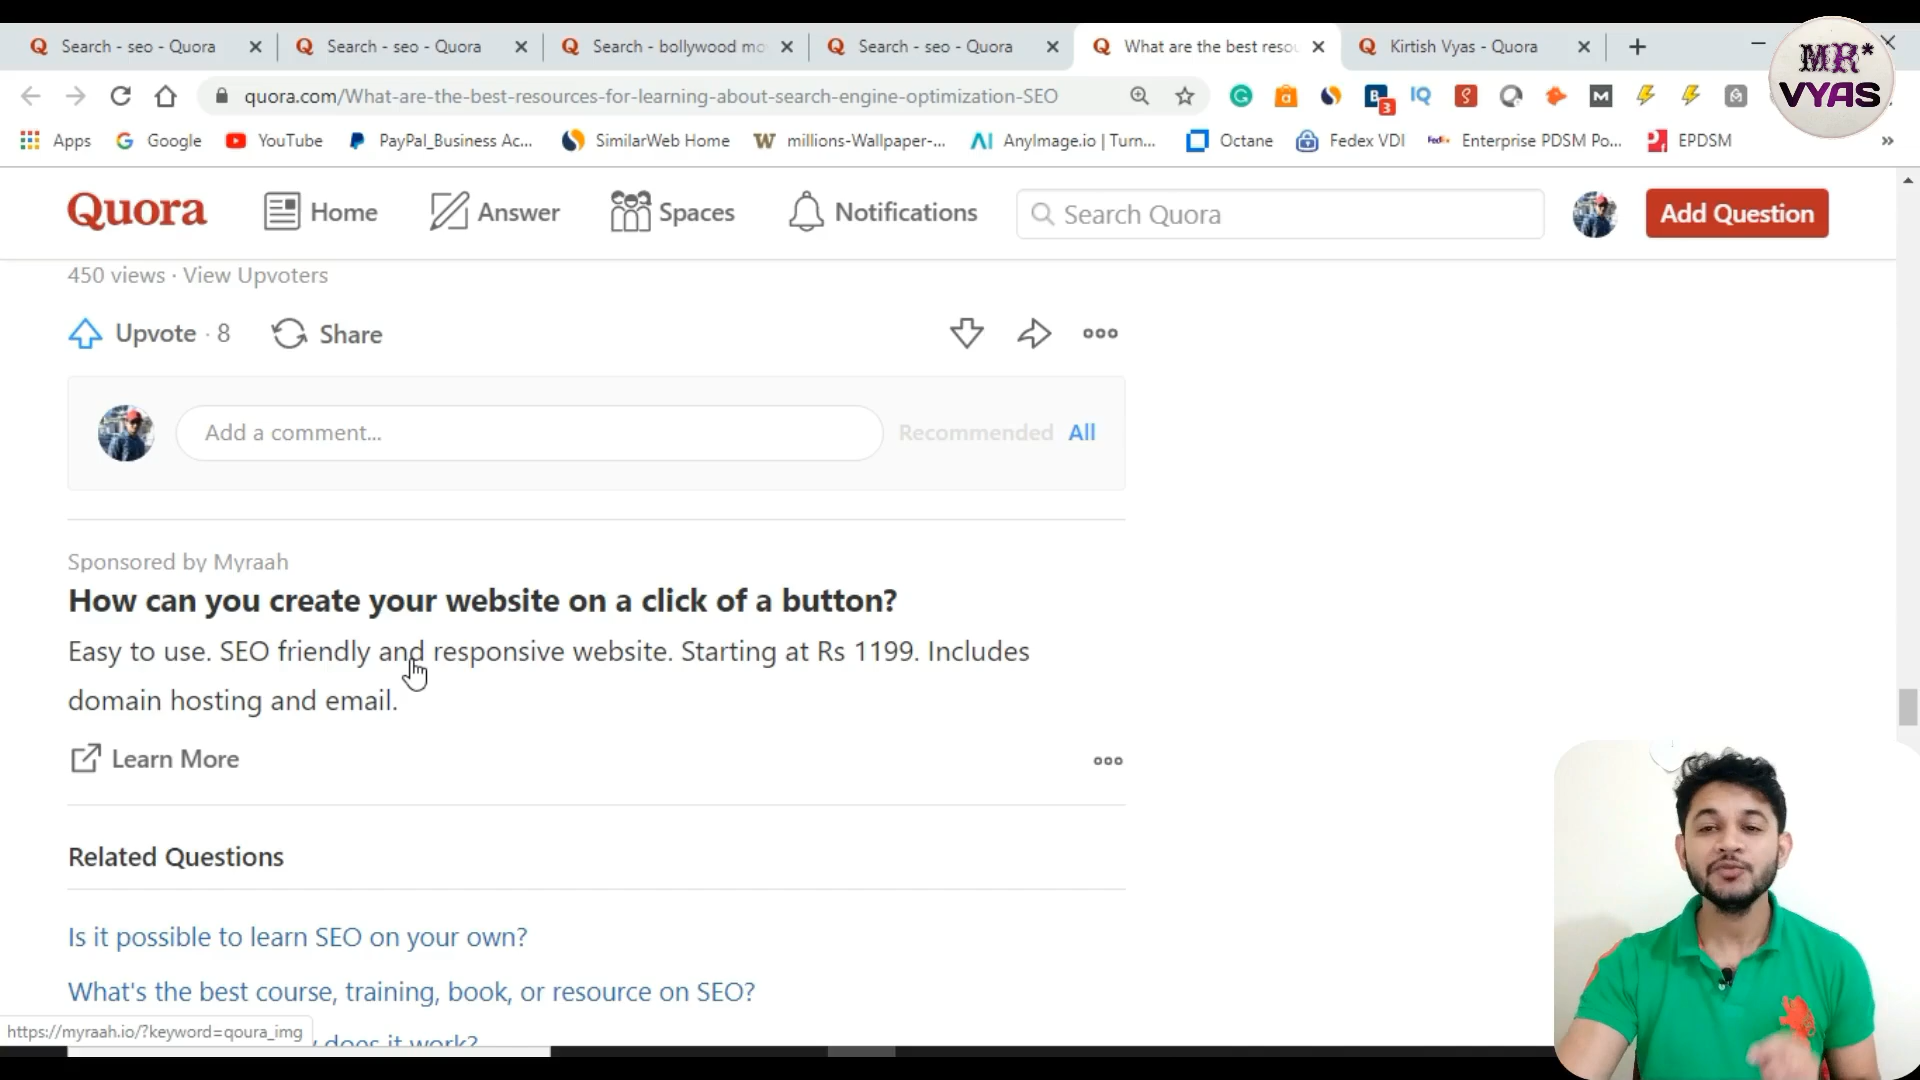 Search - seo - Quora
Search - seo - Quora
Search - bollywood mo
Search - seo - Quora
What are the best resou
Kirtish Vyas - Quora
MR*
VYAS
quora.com/What-are-the-best-resources-for-learning-about-search-engine-optimization-SEO
3
Apps
Google
YouTube
PayPal_Business Ac...
SimilarWeb Home
millions-Wallpaper-...
AnyImage.io | Turn...
Octane
Fedex VDI
Enterprise PDSM Po...
EPDSM
Quora
Home
Answer
Spaces
Notifications
Search Quora
Add Question
450 views · View Upvoters
Upvote · 8
Share
Add a comment...
Recommended
All
Sponsored by Myraah
How can you create your website on a click of a button?
Easy to use. SEO friendly and responsive website. Starting at Rs 1199. Includes
domain hosting and email.
Learn More
Related Questions
Is it possible to learn SEO on your own?
What's the best course, training, book, or resource on SEO?
https://myraah.io/?keyword=qoura_img
does it work?